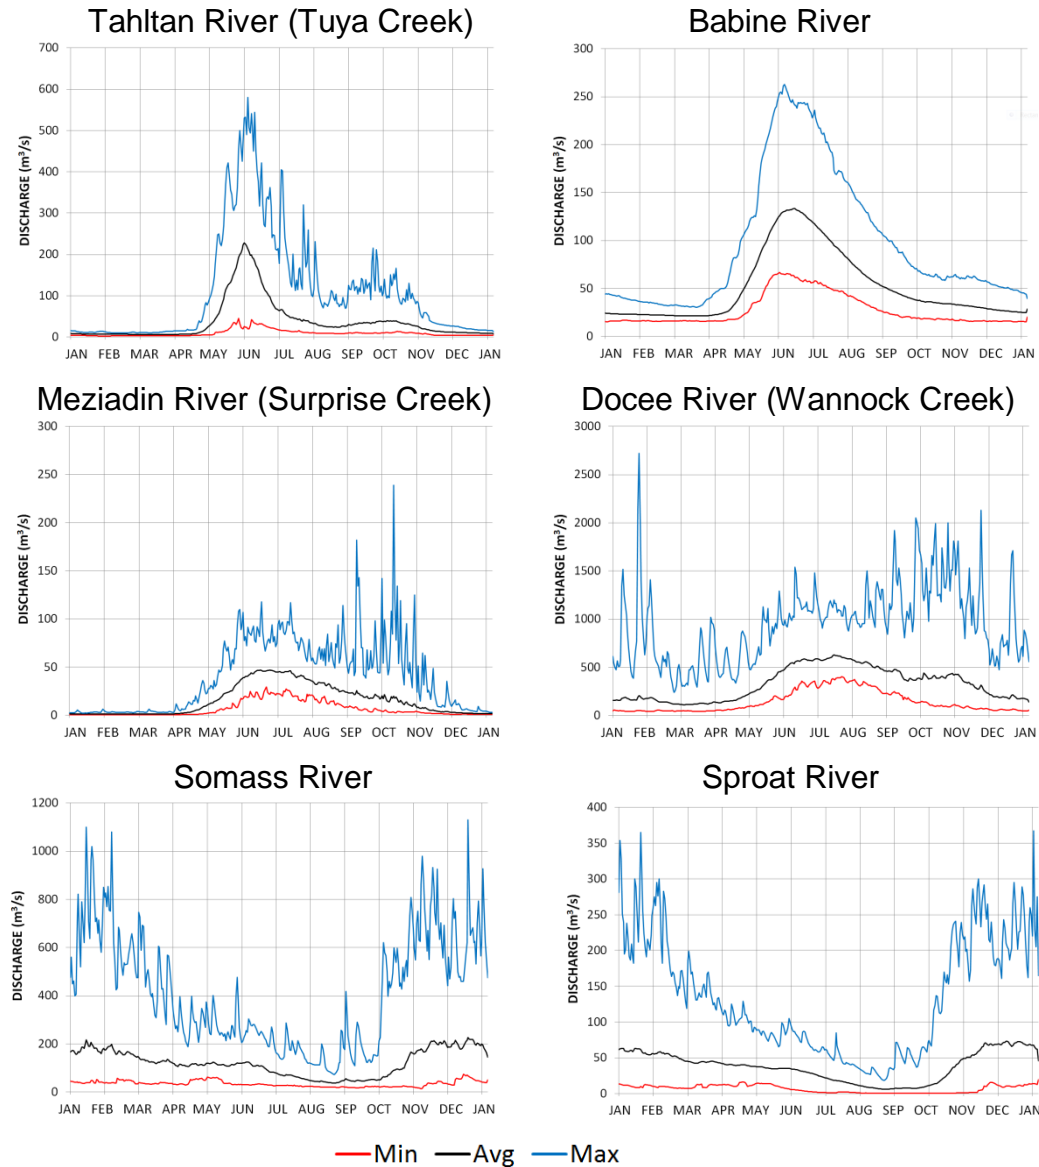 Tahltan River (Tuya Creek)
700
600
500
400
300
200
100
0
DISCHARGE (m³/s)
JAN FEB MAR APR MAY JUN JUL AUG SEP OCT NOV DEC JAN
Babine River
300
250
200
150
100
50
0
DISCHARGE (m³/s)
JAN FEB MAR APR MAY JUN JUL AUG SEP OCT NOV DEC JAN
Meziadin River (Surprise Creek)
300
250
200
150
100
50
0
DISCHARGE (m³/s)
JAN FEB MAR APR MAY JUN JUL AUG SEP OCT NOV DEC JAN
Docee River (Wannock Creek)
3000
2500
2000
1500
1000
500
0
DISCHARGE (m³/s)
JAN FEB MAR APR MAY JUN JUL AUG SEP OCT NOV DEC JAN
Somass River
1200
1000
800
600
400
200
0
DISCHARGE (m³/s)
JAN FEB MAR APR MAY JUN JUL AUG SEP OCT NOV DEC JAN
Sproat River
400
350
300
250
200
150
100
50
0
DISCHARGE (m³/s)
JAN FEB MAR APR MAY JUN JUL AUG SEP OCT NOV DEC JAN
Min Avg Max